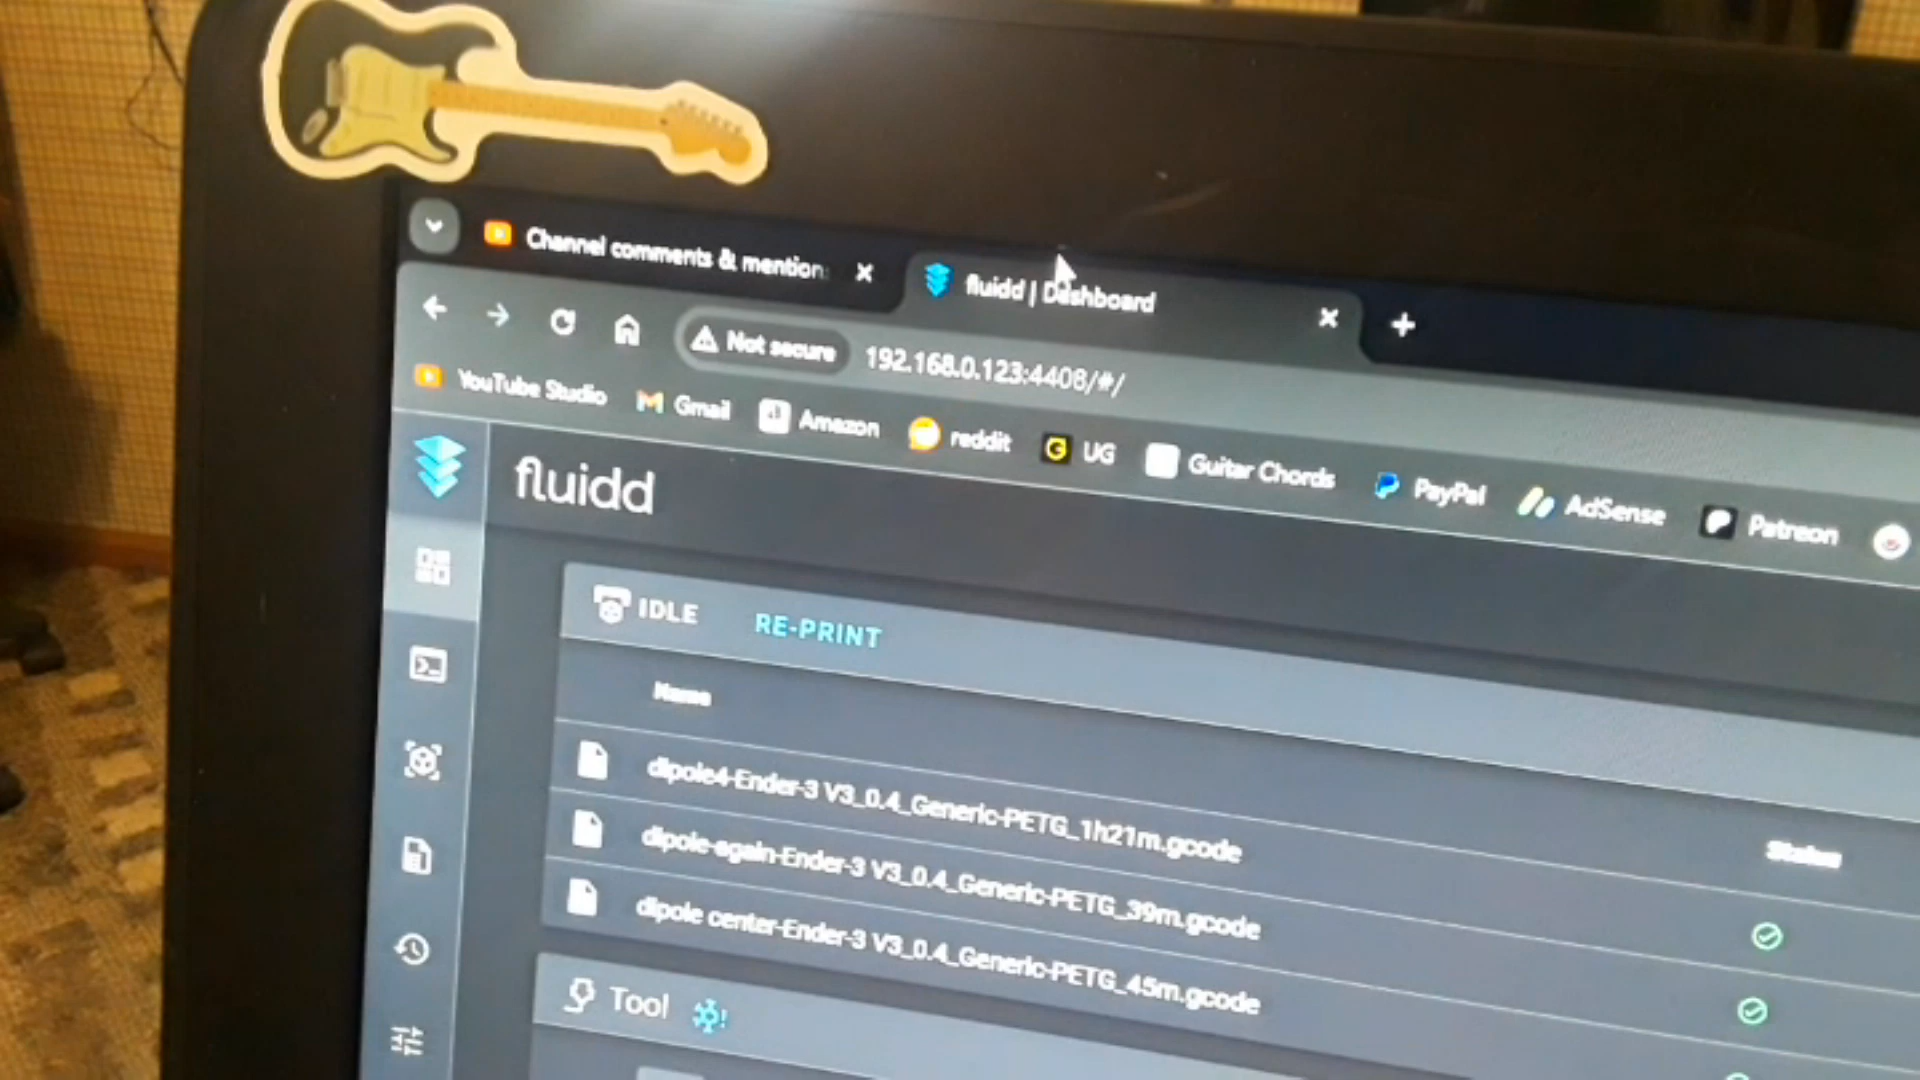 Channel comments & mention
fluidd | Dashboard
Not secure
192.168.0.123:4408/#/
YouTube Studio
Gmail
Amazon
reddit
UG
Guitar Chords
PayPal
AdSense
Patreon
fluidd
IDLE
RE-PRINT
Name
Status
dipole4-Ender-3 V3_0.4_Generic-PETG_1h21m.gcode
dipole-again-Ender-3 V3_0.4_Generic-PETG_39m.gcode
dipole center-Ender-3 V3_0.4_Generic-PETG_45m.gcode
Tool